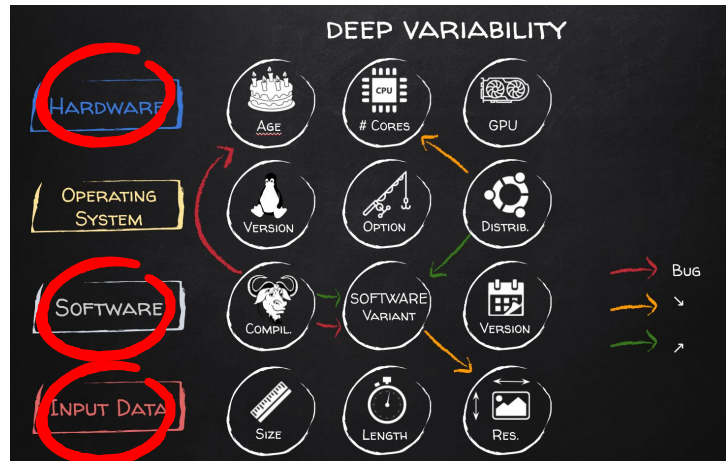 DEEP VARIABILITY
HARDWARE
AGE
CPU
# CORES
GPU
OPERATING
SYSTEM
VERSION
OPTION
DISTRIB.
SOFTWARE
COMPIL.
SOFTWARE
VARIANT
VERSION
INPUT DATA
SIZE
LENGTH
RES.
BUG
↘
↗